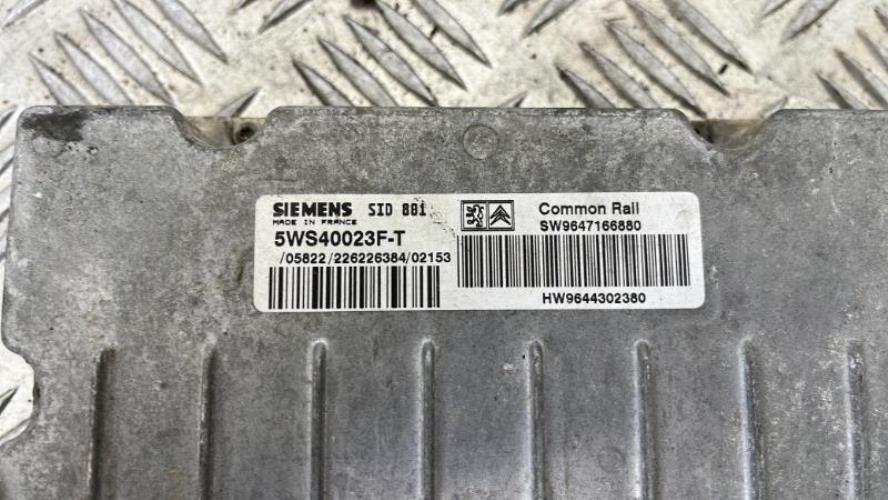 SIEMENS SID 801
MADE IN FRANCE
5WS40023F-T
/05822/226226384/02153
Common Rail
SW9647166880
HW9644302380